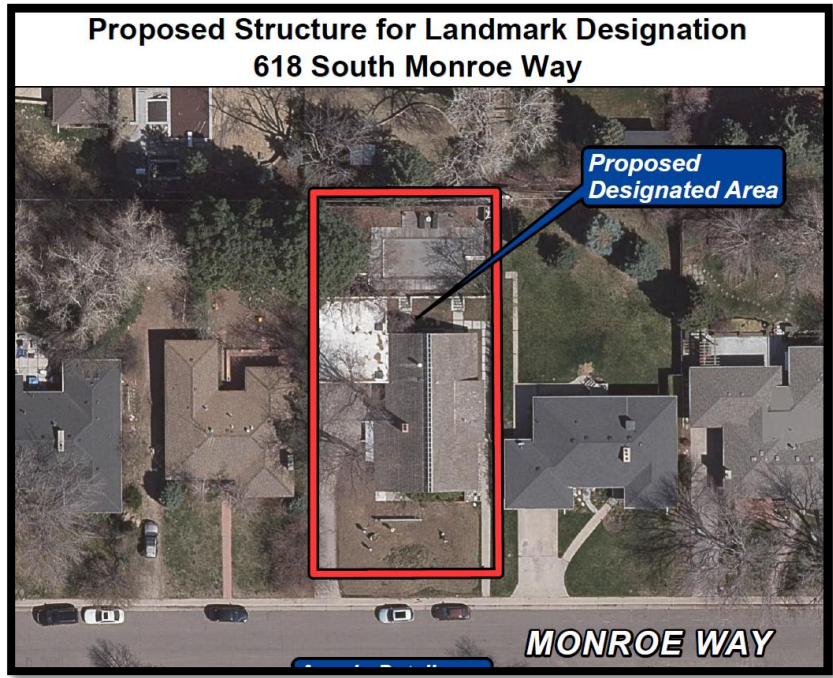 Proposed Structure for Landmark Designation
618 South Monroe Way
Proposed
Designated Area
MONROE WAY